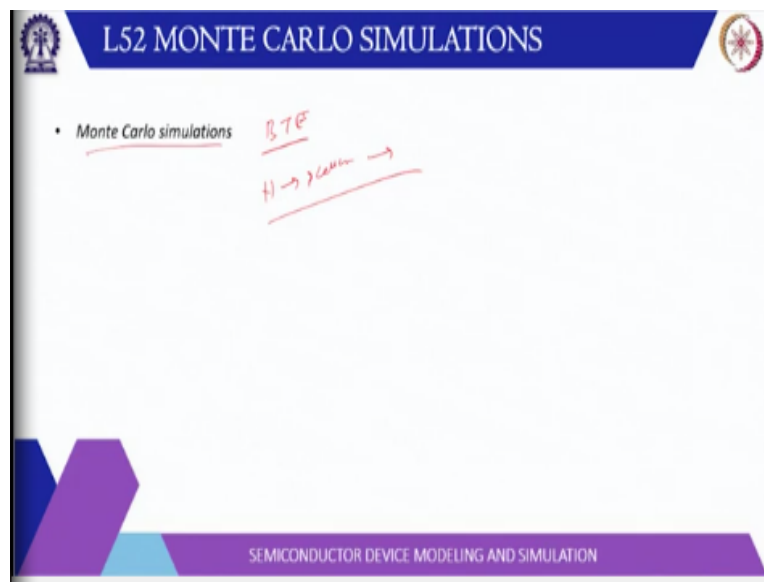 L52 MONTE CARLO SIMULATIONS
• Monte Carlo simulations BTE
SEMICONDUCTOR DEVICE MODELING AND SIMULATION